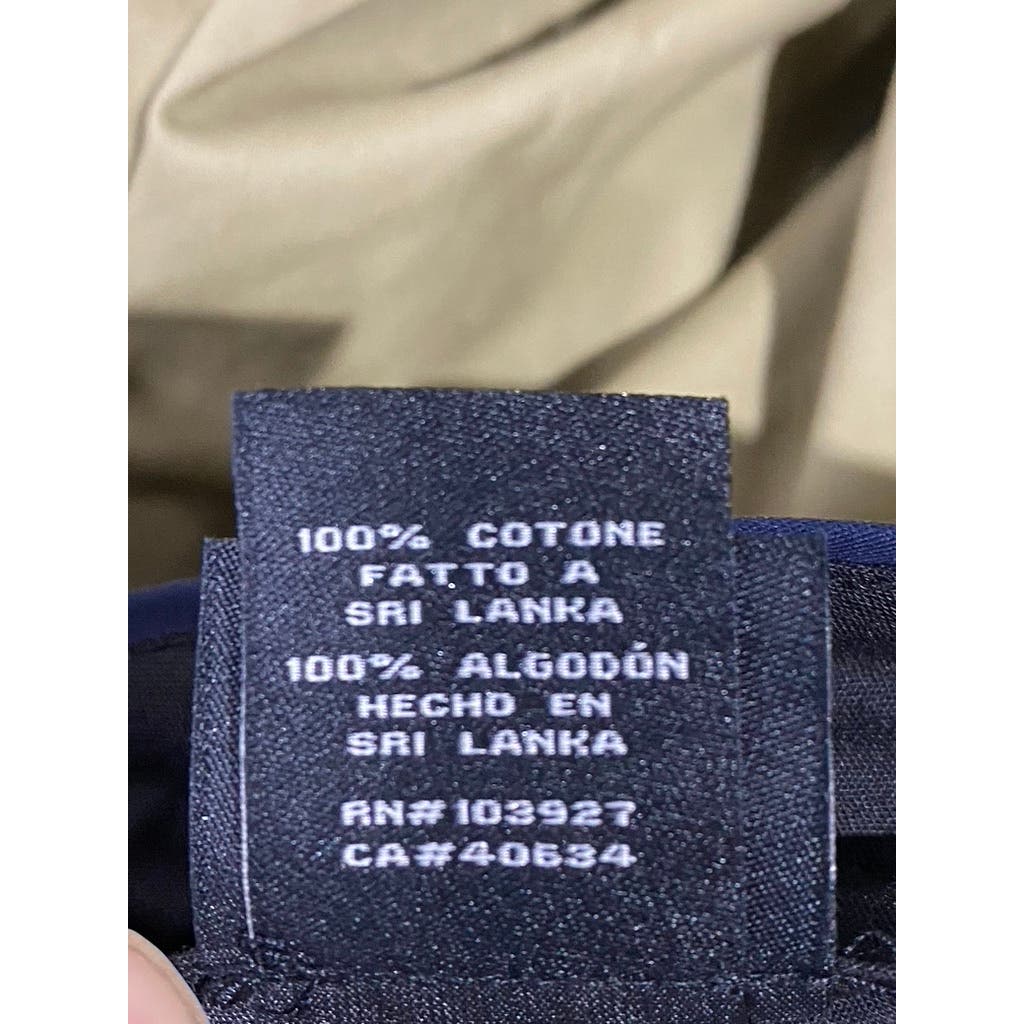 100% COTONE
FATTO A
SRI LANKA
100% ALGODÓN
HECHO EN
SRI LANKA
RN#103927
CA#40634